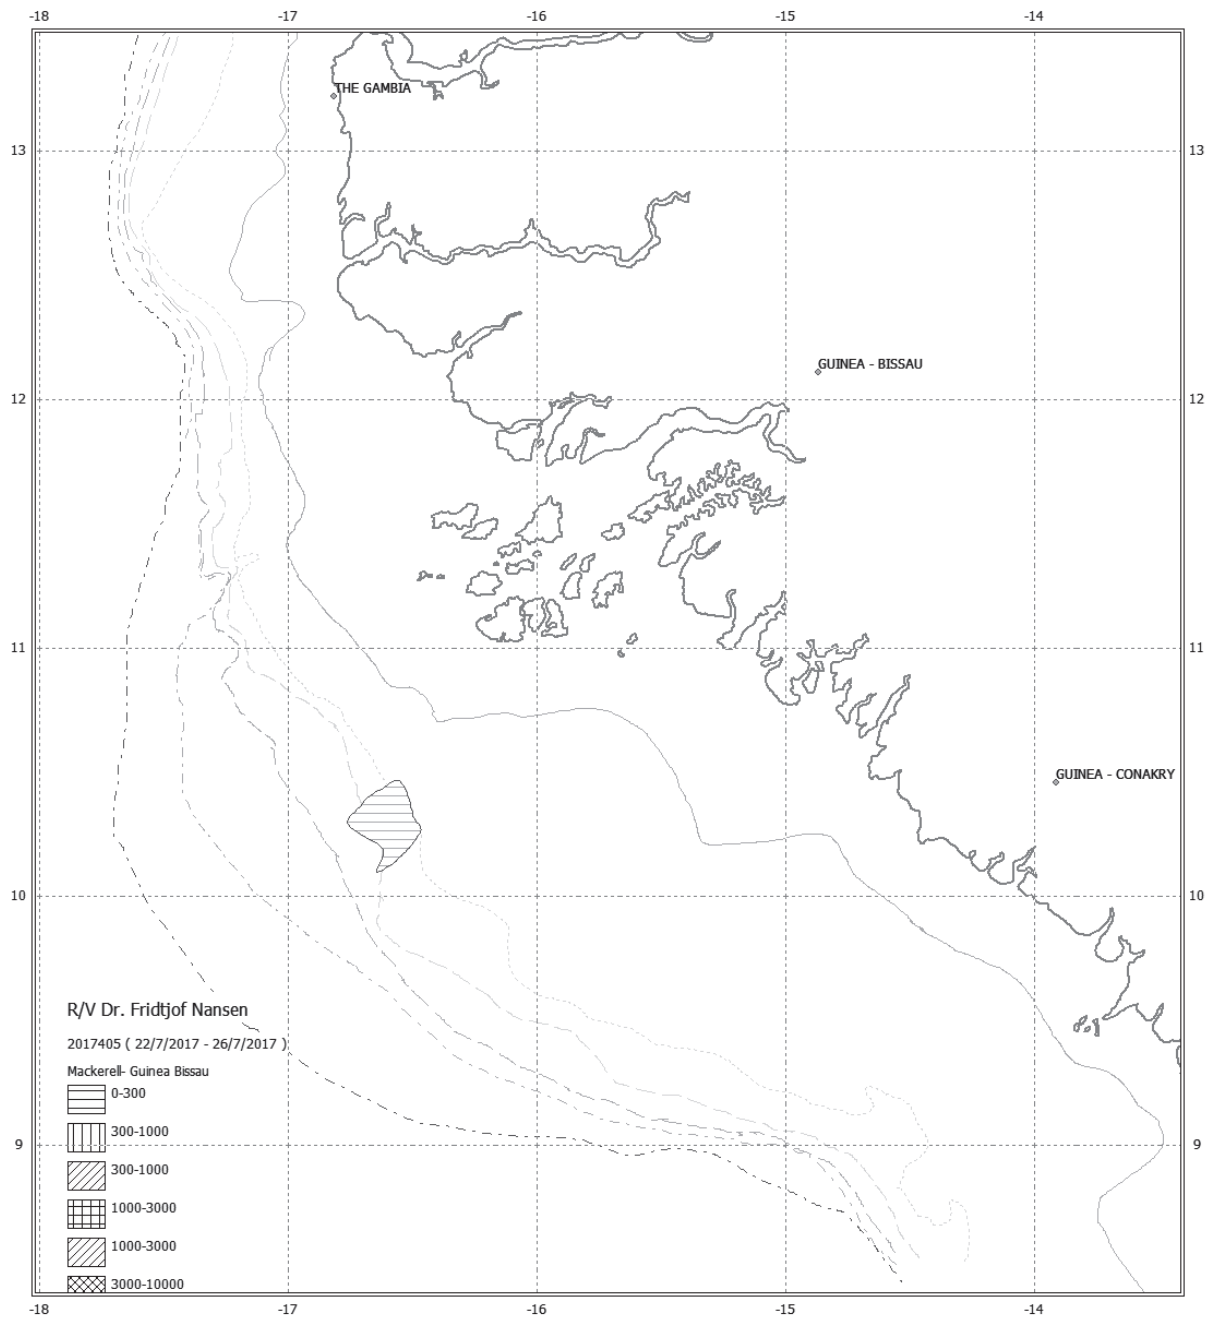 -18 -17 -16 -15 -14
THE GAMBIA
13 13
GUINEA - BISSAU
12 12
11 11
GUINEA - CONAKRY
10 10
R/V Dr. Fridtjof Nansen
2017405 ( 22/7/2017 - 26/7/2017 )
Mackerell- Guinea Bissau
0-300
300-1000
9 9
300-1000
1000-3000
1000-3000
3000-10000
-18 -17 -16 -15 -14